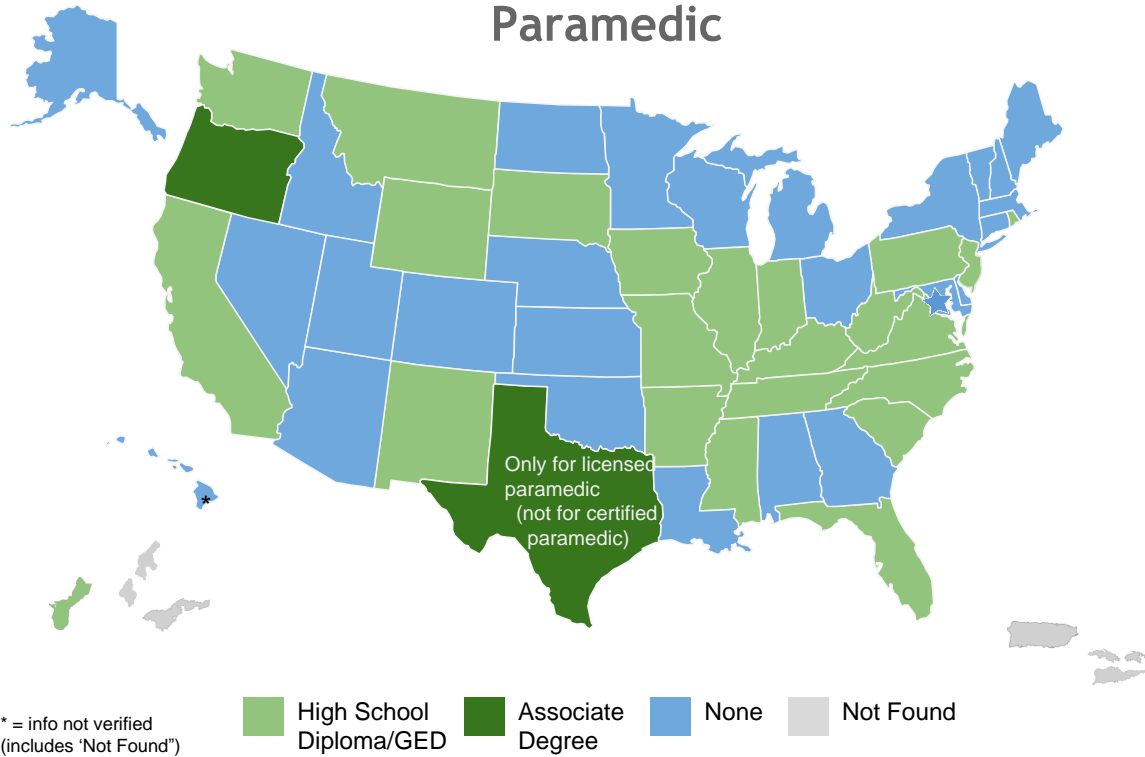 Paramedic
Only for licensed
paramedic
(not for certified
paramedic)
*
* = info not verified
(includes ‘Not Found”)
High School
Diploma/GED
Associate
Degree
None
Not Found